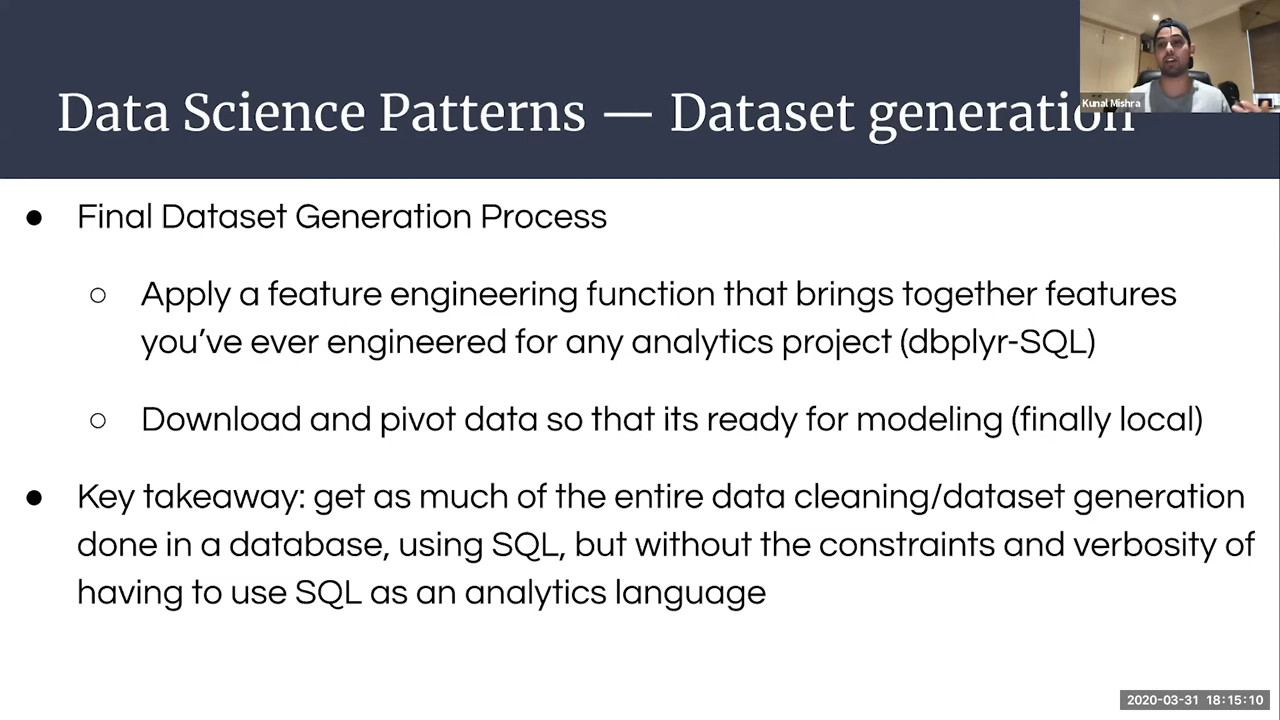 Kunal Mishra
Data Science Patterns — Dataset generation
● Final Dataset Generation Process
○ Apply a feature engineering function that brings together features
you’ve ever engineered for any analytics project (dbplyr-SQL)
○ Download and pivot data so that its ready for modeling (finally local)
● Key takeaway: get as much of the entire data cleaning/dataset generation
done in a database, using SQL, but without the constraints and verbosity of
having to use SQL as an analytics language
2020-03-31 18:15:10